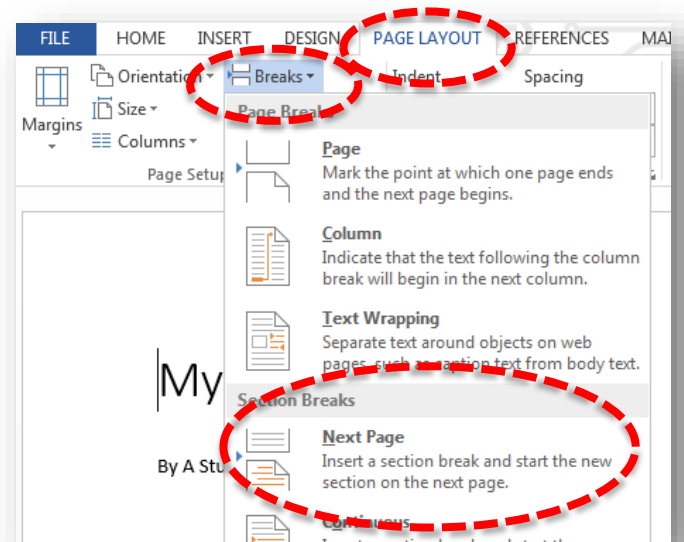 FILE HOME INSERT DESIGN PAGE LAYOUT REFERENCES MAI
Orientation Breaks Indent Spacing
Size
Margins
Columns
Page Setup
Page Breaks
Page
Mark the point at which one page ends
and the next page begins.
Column
Indicate that the text following the column
break will begin in the next column.
Text Wrapping
Separate text around objects on web
pages, such as caption text from body text.
My
By A Stu
Section Breaks
Next Page
Insert a section break and start the new
section on the next page.
Continuous